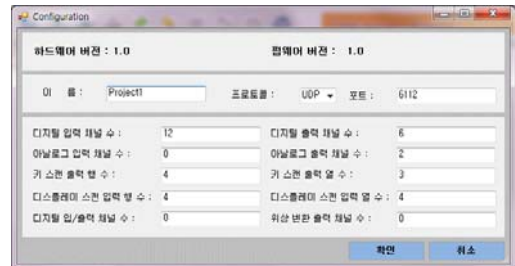 Configuration
하드웨어 버전 : 1.0 펌웨어 버전 : 1.0
이 름 : Project1 프로토콜 : UDP 포트 : 6112
디지털 입력 채널 수 : 12 디지털 출력 채널 수 : 6
아날로그 입력 채널 수 : 0 아날로그 출력 채널 수 : 2
키 스캔 출력 행 수 : 4 키 스캔 출력 열 수 : 3
디스플레이 스캔 입력 행 수 : 4 디스플레이 스캔 입력 열 수 : 4
디지털 입/출력 채널 수 : 0 위상 변환 출력 채널 수 : 0
확인 취소